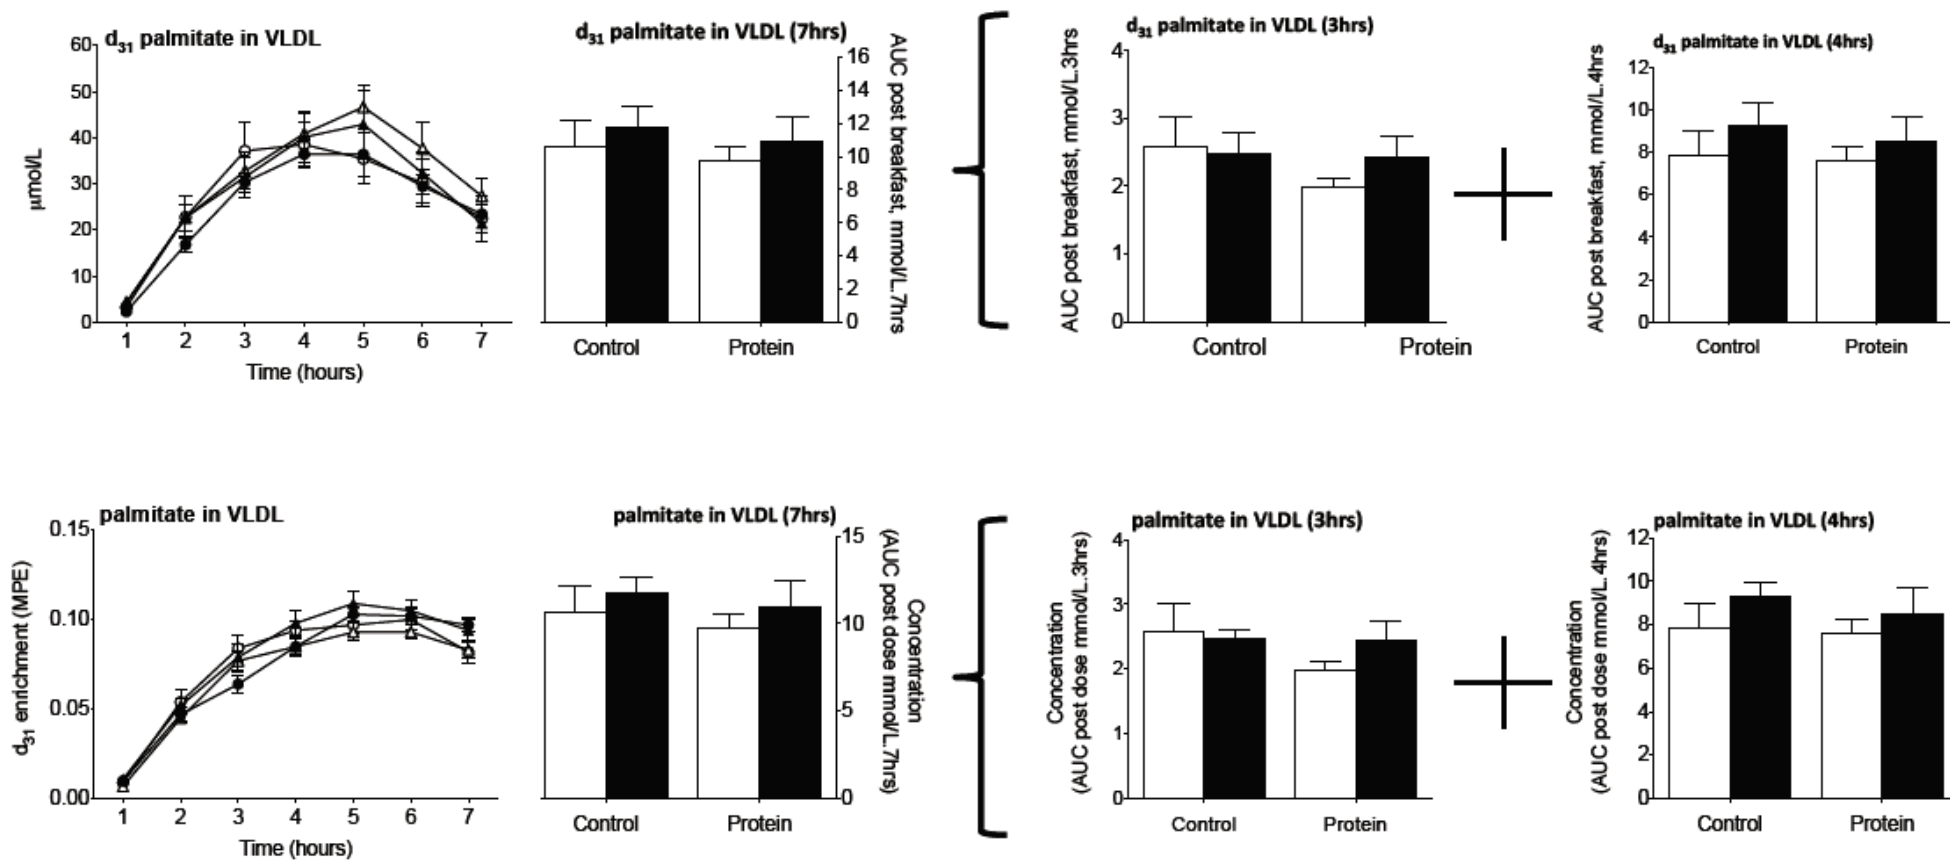 d31 palmitate in VLDL
60
50
40
30
20
10
0
μmol/L
1 2 3 4 5 6 7
Time (hours)
d31 palmitate in VLDL (7hrs)
16
14
12
10
8
6
4
2
0
AUC post breakfast, mmol/L.7hrs
Control Protein
d31 palmitate in VLDL (3hrs)
4
3
2
1
0
AUC post breakfast, mmol/L.3hrs
Control Protein
d31 palmitate in VLDL (4hrs)
12
10
8
6
4
2
0
AUC post breakfast, mmol/L.4hrs
Control Protein
palmitate in VLDL
0.15
0.10
0.05
0.00
d31 enrichment (MPE)
1 2 3 4 5 6 7
Time (hours)
palmitate in VLDL (7hrs)
15
10
5
0
Concentration
(AUC post dose mmol/L.7hrs)
Control Protein
palmitate in VLDL (3hrs)
4
3
2
1
0
Concentration
(AUC post dose mmol/L.3hrs)
Control Protein
palmitate in VLDL (4hrs)
12
10
8
6
4
2
0
Concentration
(AUC post dose mmol/L.4hrs)
Control Protein